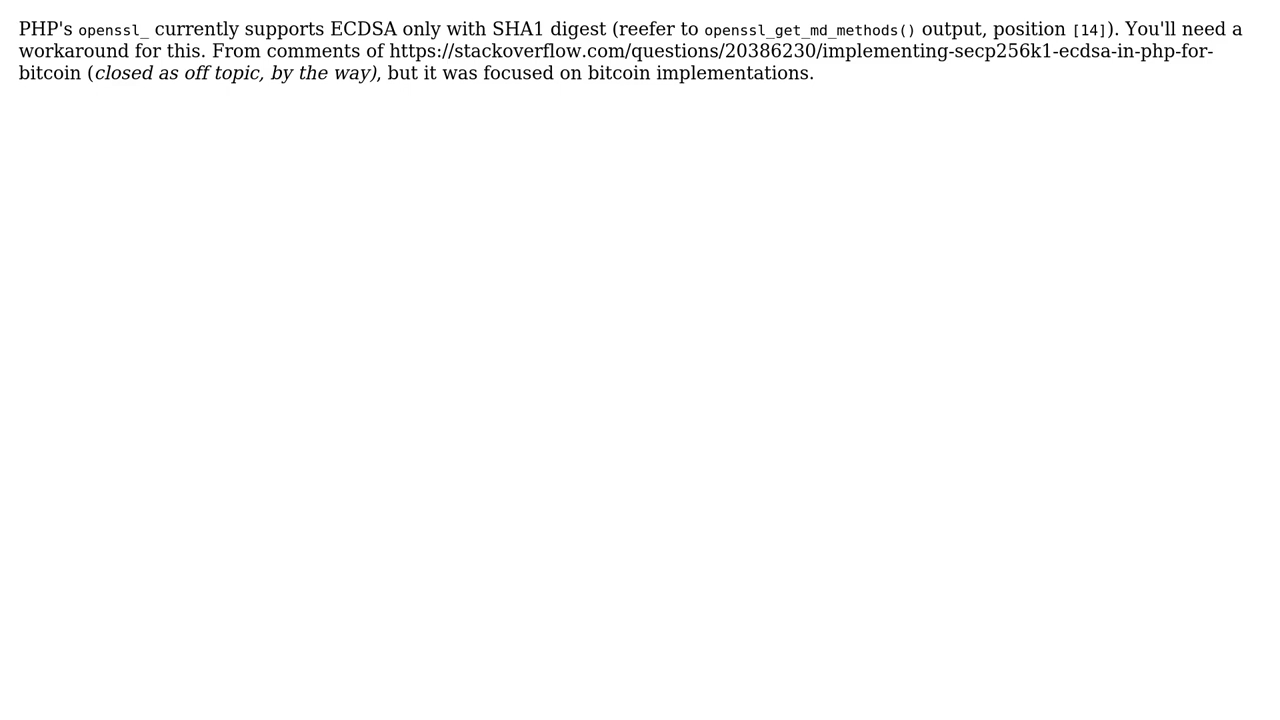 PHP's openssl_ currently supports ECDSA only with SHA1 digest (reefer to openssl_get_md_methods() output, position [14]). You'll need a
workaround for this. From comments of https://stackoverflow.com/questions/20386230/implementing-secp256k1-ecdsa-in-php-for-
bitcoin (closed as off topic, by the way), but it was focused on bitcoin implementations.